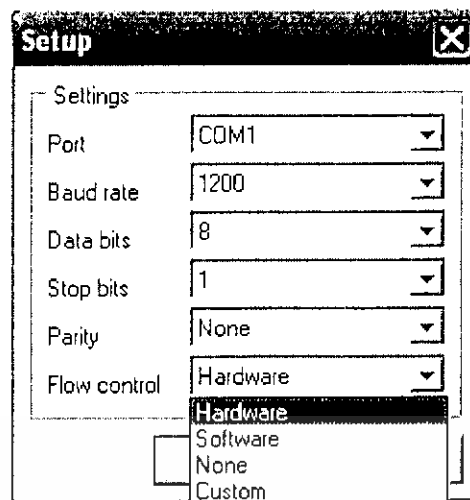 Setup
Settings
Port COM1
Baud rate 1200
Data bits 8
Stop bits 1
Parity None
Flow control Hardware
Hardware
Software
None
Custom